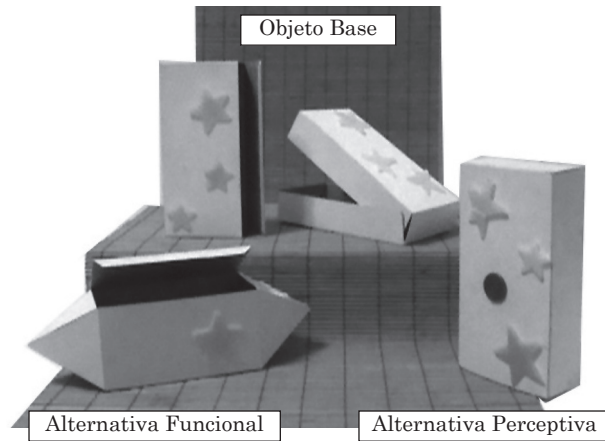 Objeto Base
Alternativa Funcional
Alternativa Perceptiva